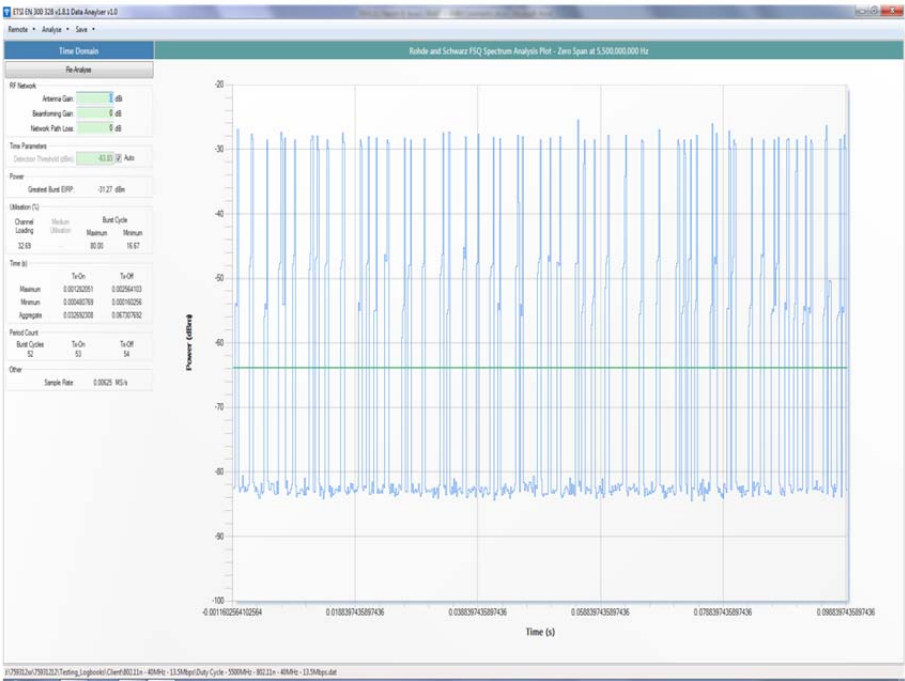 ETSI EN 300 328 v1.8.1 Data Analyser v1.0
Remote Analyse Save
Time Domain
Rohde and Schwarz FSQ Spectrum Analysis Plot - Zero Span at 5,500,000,000 Hz
Re-Analyse
RF Network
Antenna Gain: dBi
Beamforming Gain: 0 dB
Network Path Loss: 0 dB
Time Parameters
Detection Threshold (dBm): -63.83 Auto
Power
Greatest Burst EIRP: -31.27 dBm
Utilisation (%)
Channel Loading
Medium Utilisation
Burst Cycle
Maximum Minimum
32.69 80.00 16.67
Time (s)
Tx-On Tx-Off
Maximum 0.001282051 0.002564103
Minimum 0.000480769 0.000160256
Aggregate 0.032692308 0.067307692
Period Count
Burst Cycles Tx-On Tx-Off
52 53 54
Other
Sample Rate: 0.00625 MS/s
Power (dBm)
-20
-30
-40
-50
-60
-70
-80
-90
-100
-0.0011602564102564 0.0188397435897436 0.0388397435897436 0.0588397435897436 0.0788397435897436 0.0988397435897436
Time (s)